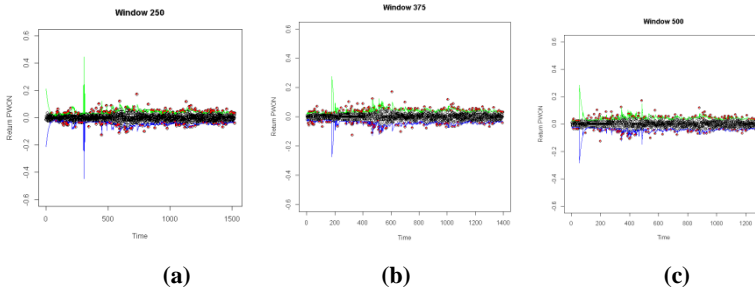 Window 250
Return PWON
0.6
0.4
0.2
0.0
-0.2
-0.4
-0.6
0 500 1000 1500
Time
(a)
Window 375
Return PWON
0.6
0.4
0.2
0.0
-0.2
-0.4
-0.6
0 200 400 600 800 1000 1200 1400
Time
(b)
Window 500
Return PWON
0.6
0.4
0.2
0.0
-0.2
-0.4
-0.6
0 200 400 600 800 1000 1200
Time
(c)